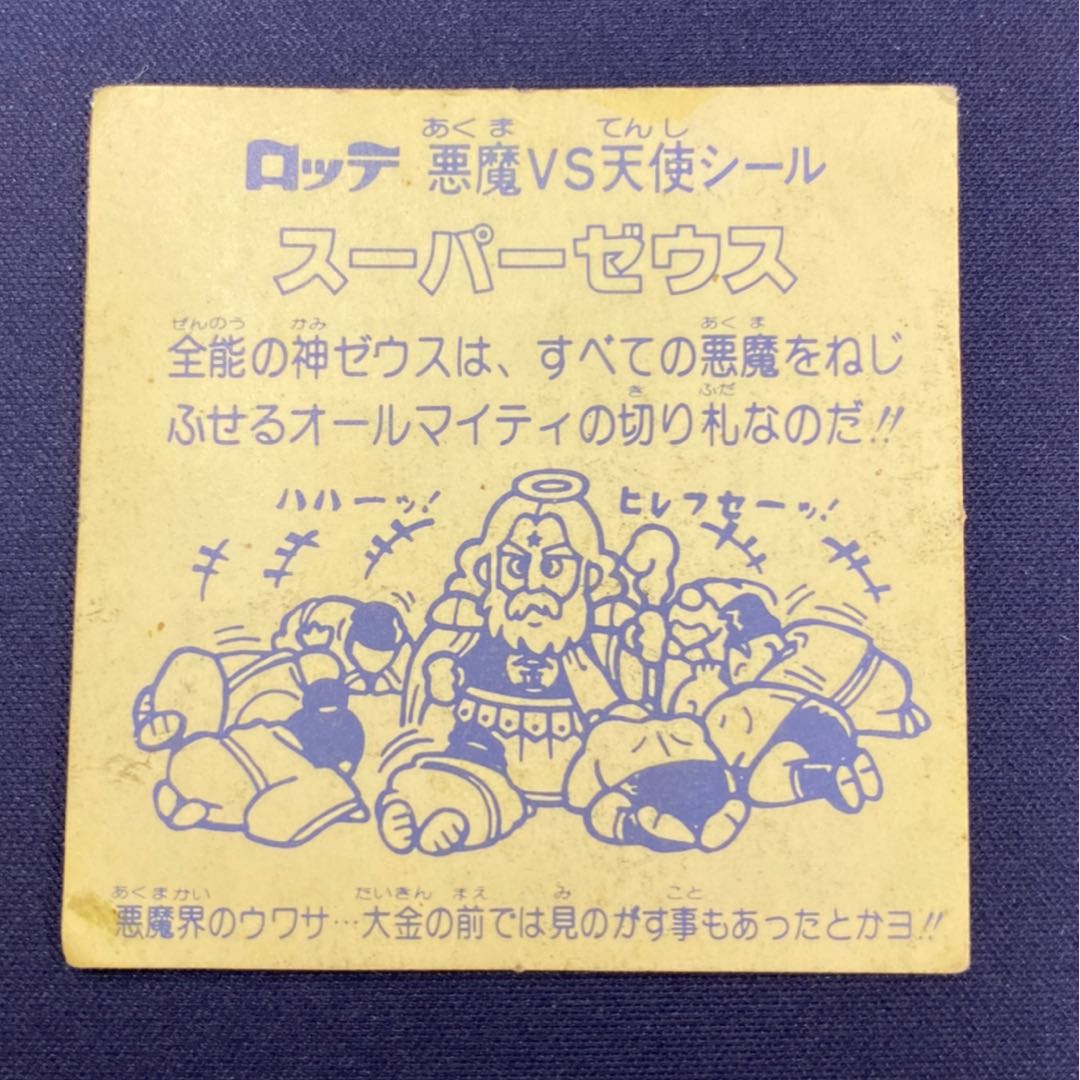 あくま てんし
ロッテ 悪魔VS天使シール
スーパーゼウス
ぜんのう かみ あくま
全能の神ゼウスは、すべての悪魔をねじ
き ふだ
ふせるオールマイティの切り札なのだ!!
ハハーッ! ヒレフセーッ!
金
あくまかい たいきん まえ み こと
悪魔界のウワサ…大金の前では見のがす事もあったとかヨ!!